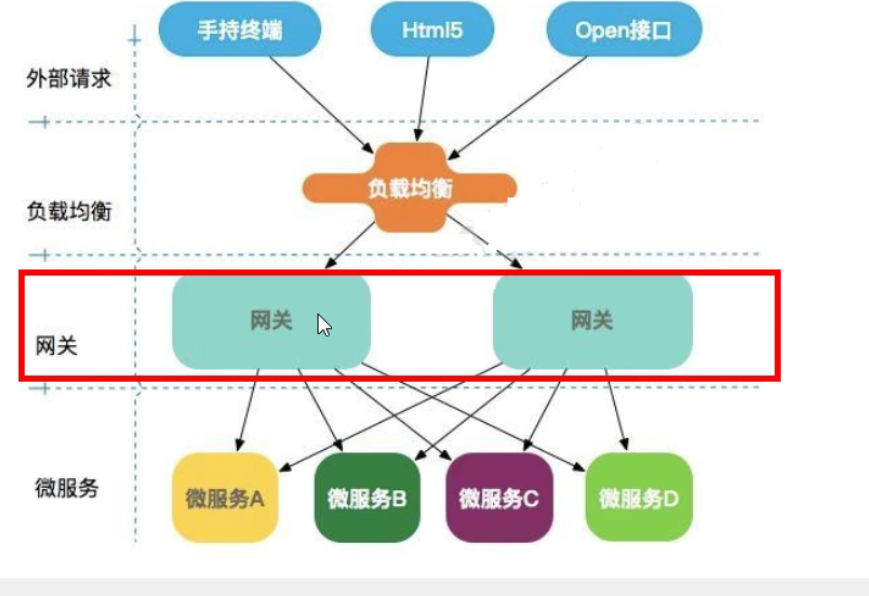 手持终端
Html5
Open接口
外部请求
负载均衡
负载均衡
网关
网关
网关
微服务
微服务A
微服务B
微服务C
微服务D